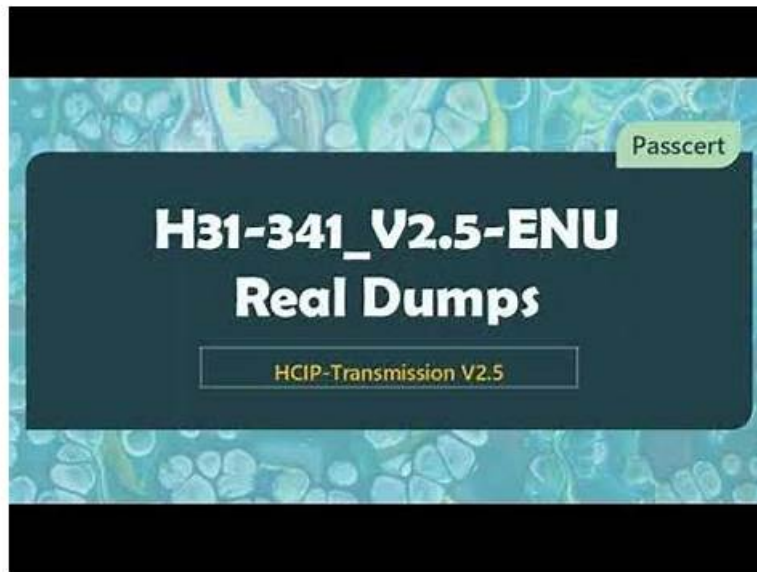 Passcert
H31-341_V2.5-ENU
Real Dumps
HCIP-Transmission V2.5